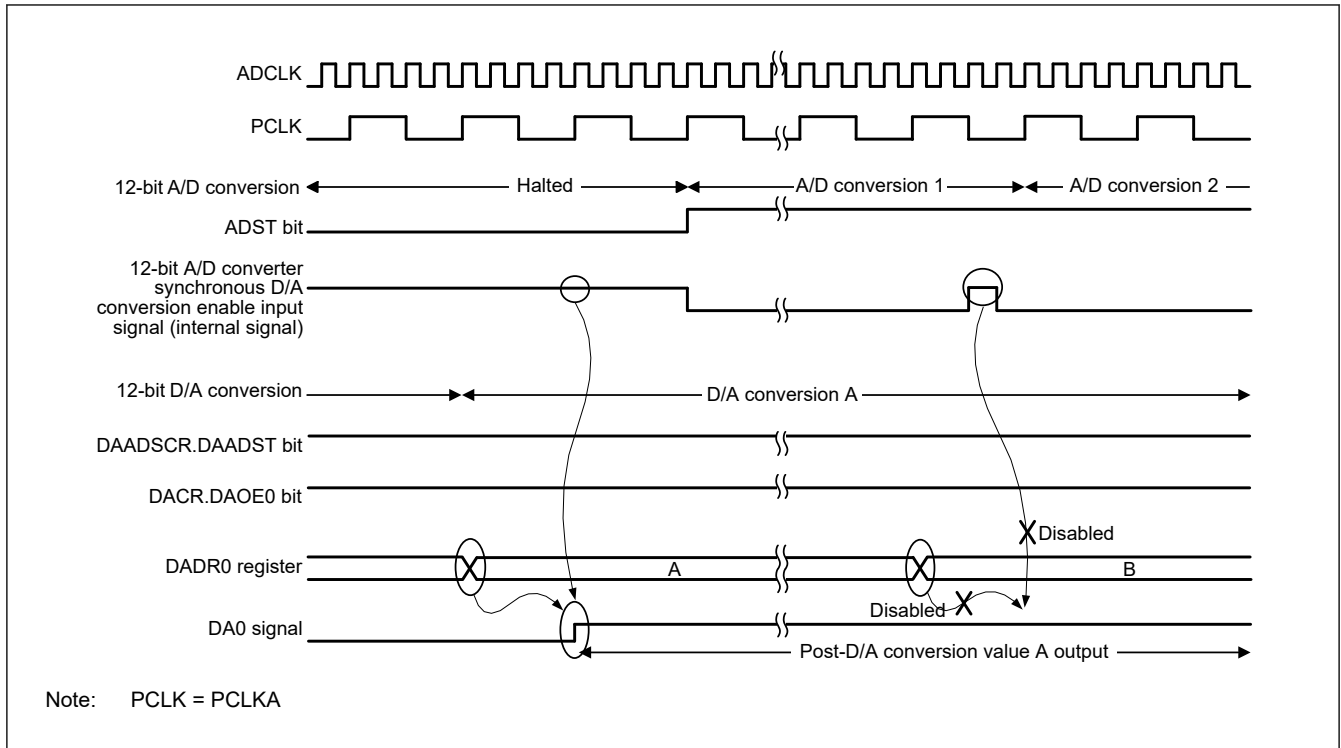 ADCLK
PCLK
12-bit A/D conversion
Halted
A/D conversion 1
A/D conversion 2
ADST bit
12-bit A/D converter
synchronous D/A
conversion enable input
signal (internal signal)
12-bit D/A conversion
D/A conversion A
DAADSCR.DAADST bit
DACR.DAOE0 bit
Disabled
DADR0 register
A
B
Disabled
DA0 signal
Post-D/A conversion value A output
Note: PCLK = PCLKA